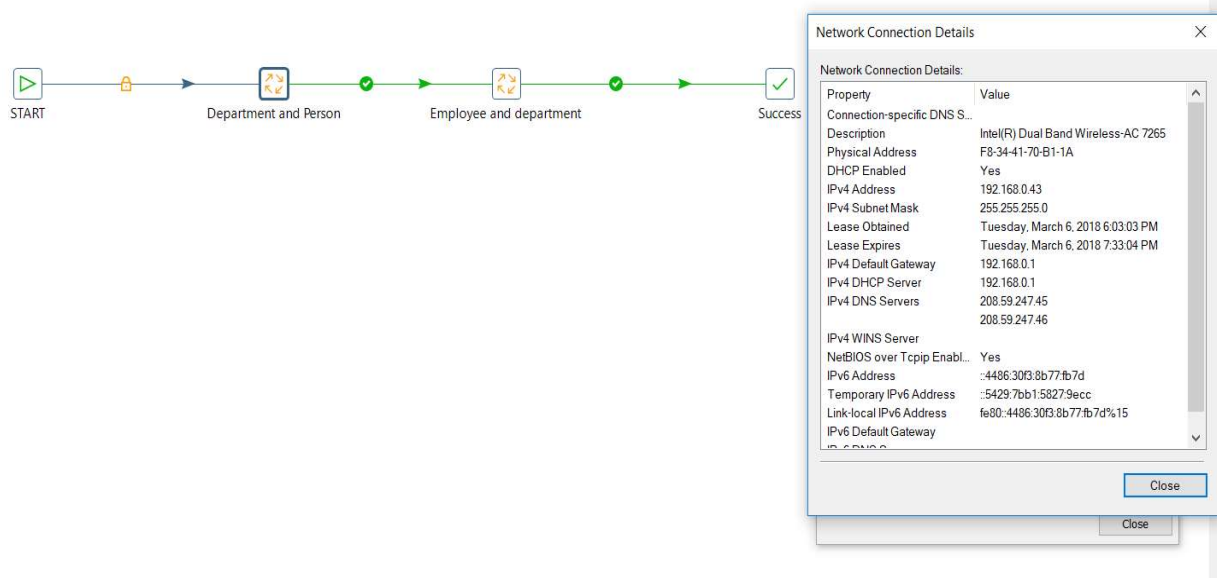 START
Department and Person
Employee and department
Success
Network Connection Details
Network Connection Details:
Property Value
Connection-specific DNS S...
Description Intel(R) Dual Band Wireless-AC 7265
Physical Address F8-34-41-70-B1-1A
DHCP Enabled Yes
IPv4 Address 192.168.0.43
IPv4 Subnet Mask 255.255.255.0
Lease Obtained Tuesday, March 6, 2018 6:03:03 PM
Lease Expires Tuesday, March 6, 2018 7:33:04 PM
IPv4 Default Gateway 192.168.0.1
IPv4 DHCP Server 192.168.0.1
IPv4 DNS Servers 208.59.247.45
208.59.247.46
IPv4 WINS Server
NetBIOS over Tcpip Enabl... Yes
IPv6 Address ::4486:30f3:8b77:fb7d
Temporary IPv6 Address ::5429:7bb1:5827:9ecc
Link-local IPv6 Address fe80::4486:30f3:8b77:fb7d%15
IPv6 Default Gateway
Close
Close